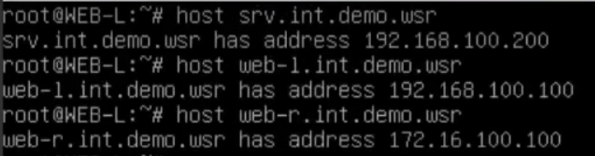 root@WEB-L:~# host srv.int.demo.wsr
srv.int.demo.wsr has address 192.168.100.200
root@WEB-L:~# host web-l.int.demo.wsr
web-l.int.demo.wsr has address 192.168.100.100
root@WEB-L:~# host web-r.int.demo.wsr
web-r.int.demo.wsr has address 172.16.100.100